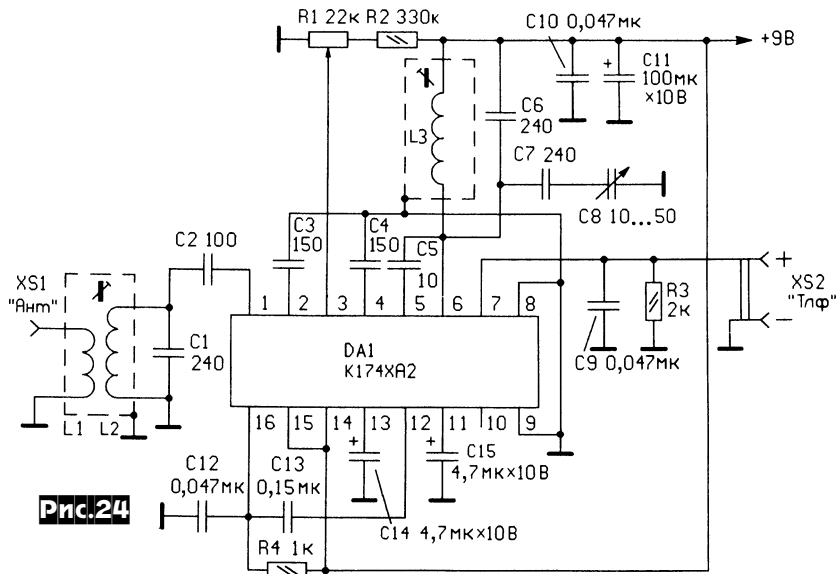 R1 22к R2 330к
C10 0,047мк
+9В
+ C11
100мк
×10В
C6
240
L3
C7 240
C8 10...50
C3
150
C4
150
C5
10
C2 100
XS1
"Ант"
C1
240
L1 L2
1 2 3 4 5 6 7 8
DA1
К174ХА2
16 15 14 13 12 11 10 9
R3
2к
C9 0,047мк
+
XS2
"Тлф"
−
C12
0,047мк
C13
0,15мк
+
C14 4,7мк×10В
+ C15
4,7мк×10В
R4 1к
Рис.24